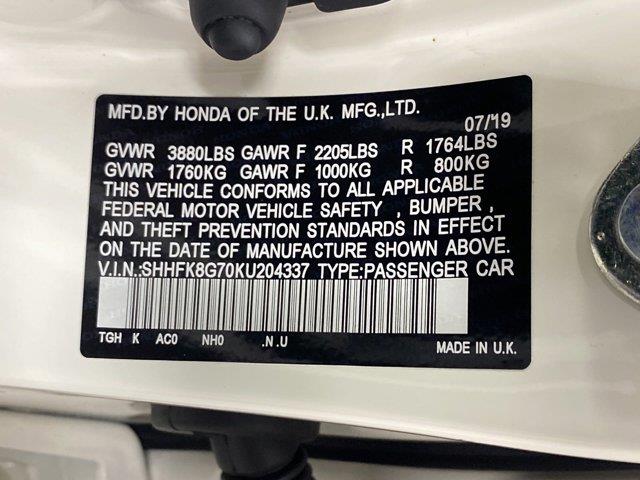 MFD.BY HONDA OF THE U.K. MFG.,LTD.
07/19
GVWR 3880LBS GAWR F 2205LBS R 1764LBS
GVWR 1760KG GAWR F 1000KG R 800KG
THIS VEHICLE CONFORMS TO ALL APPLICABLE
FEDERAL MOTOR VEHICLE SAFETY , BUMPER ,
AND THEFT PREVENTION STANDARDS IN EFFECT
ON THE DATE OF MANUFACTURE SHOWN ABOVE.
V.I.N.:SHHFK8G70KU204337 TYPE:PASSENGER CAR
TGH K AC0 NH0 .N.U
MADE IN U.K.